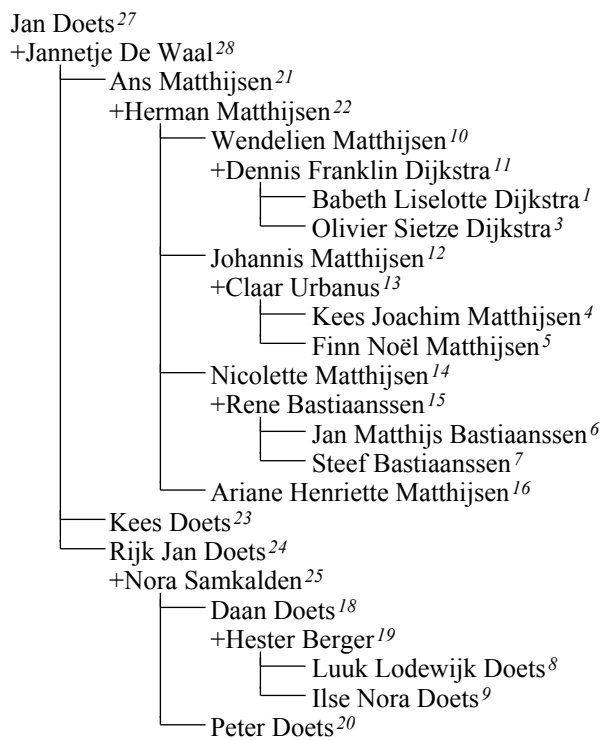 Jan Doets27
+Jannetje De Waal28
Ans Matthijsen21
+Herman Matthijsen22
Wendelien Matthijsen10
+Dennis Franklin Dijkstra11
Babeth Liselotte Dijkstra1
Olivier Sietze Dijkstra3
Johannis Matthijsen12
+Claar Urbanus13
Kees Joachim Matthijsen4
Finn Noël Matthijsen5
Nicolette Matthijsen14
+Rene Bastiaanssen15
Jan Matthijs Bastiaanssen6
Steef Bastiaanssen7
Ariane Henriette Matthijsen16
Kees Doets23
Rijk Jan Doets24
+Nora Samkalden25
Daan Doets18
+Hester Berger19
Luuk Lodewijk Doets8
Ilse Nora Doets9
Peter Doets20